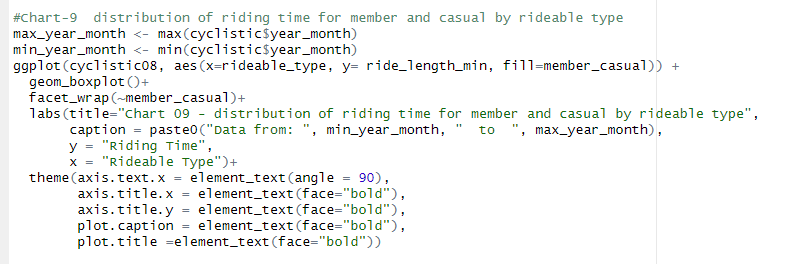 #Chart-9  distribution of riding time for member and casual by rideable type
max_year_month <- max(cyclistic$year_month)
min_year_month <- min(cyclistic$year_month)
ggplot(cyclistic08, aes(x=rideable_type, y= ride_length_min, fill=member_casual)) +
  geom_boxplot()+
  facet_wrap(~member_casual)+
  labs(title="Chart 09 - distribution of riding time for member and casual by rideable type",
       caption = paste0("Data from: ", min_year_month, "  to  ", max_year_month),
       y = "Riding Time",
       x = "Rideable Type")+
  theme(axis.text.x = element_text(angle = 90),
        axis.title.x = element_text(face="bold"),
        axis.title.y = element_text(face="bold"),
        plot.caption = element_text(face="bold"),
        plot.title =element_text(face="bold"))